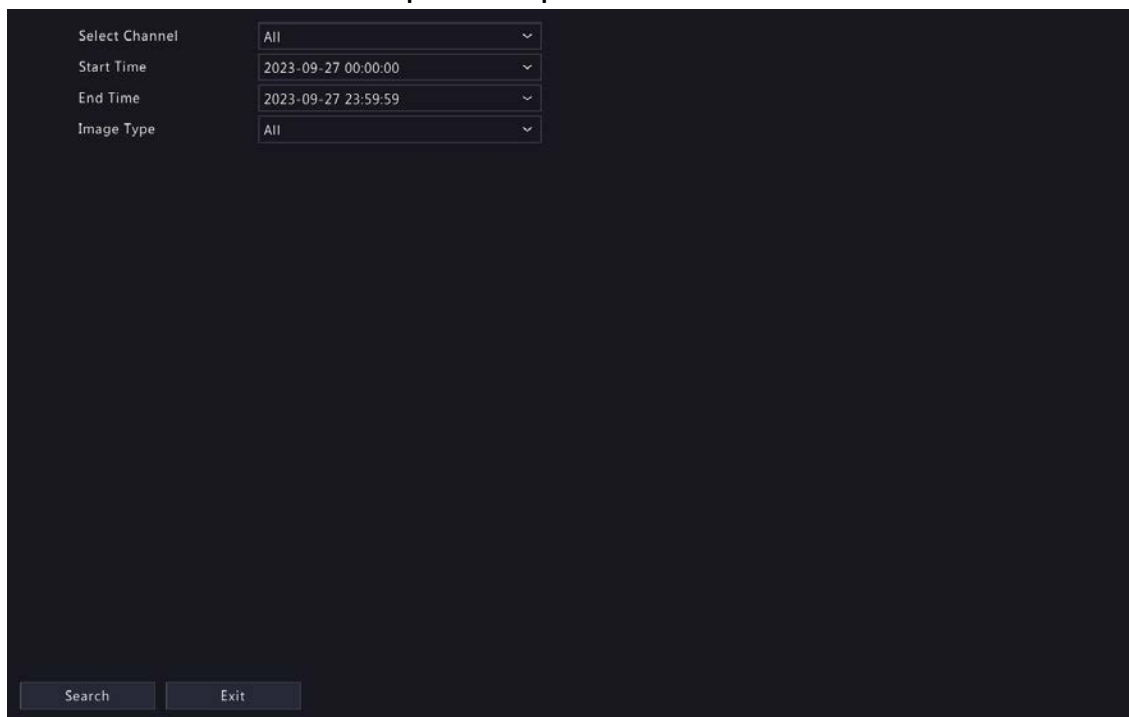 Select Channel All
Start Time 2023-09-27 00:00:00
End Time 2023-09-27 23:59:59
Image Type All
Search Exit